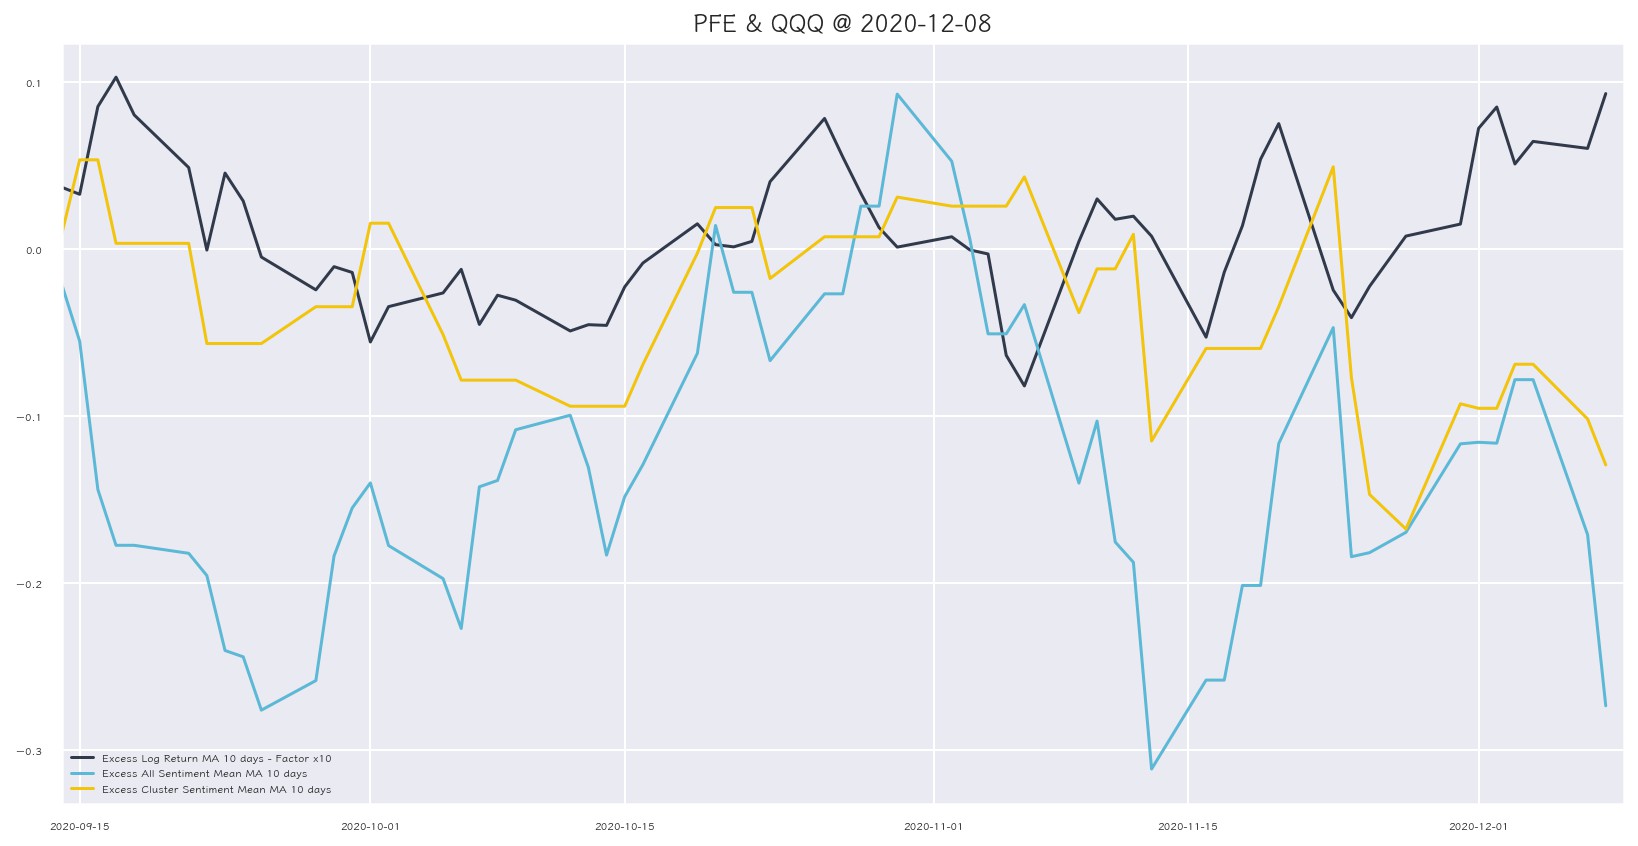 PFE & QQQ @ 2020-12-08
0.1
0.0
−0.1
−0.2
−0.3
Excess Log Return MA 10 days - Factor x10
Excess All Sentiment Mean MA 10 days
Excess Cluster Sentiment Mean MA 10 days
2020-09-15 2020-10-01 2020-10-15 2020-11-01 2020-11-15 2020-12-01